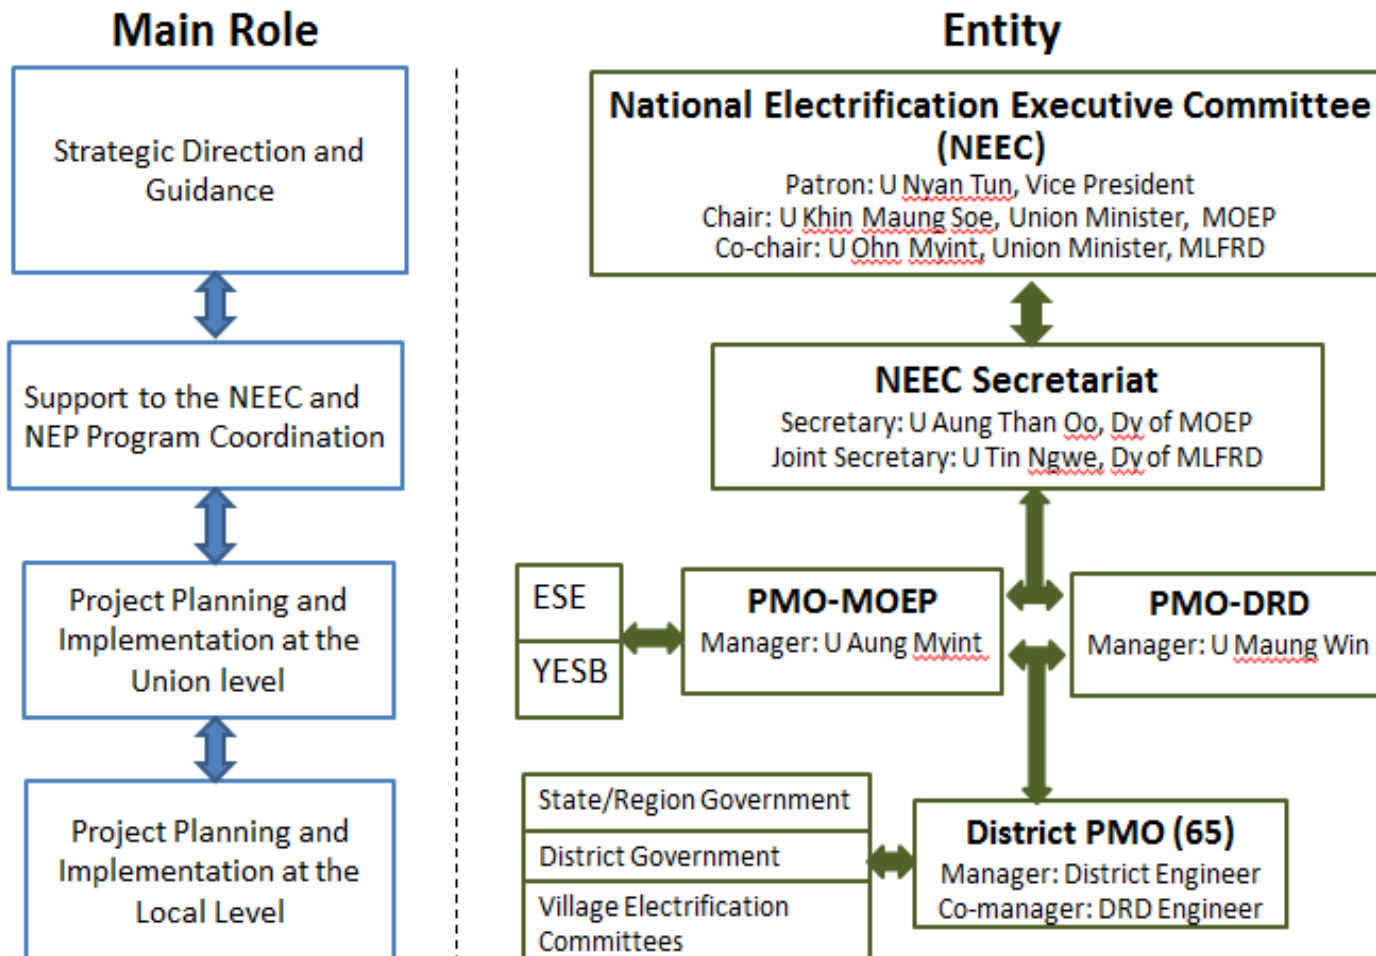 Main Role
Entity
Strategic Direction and
Guidance
National Electrification Executive Committee
(NEEC)
Patron: U Nyan Tun, Vice President
Chair: U Khin Maung Soe, Union Minister, MOEP
Co-chair: U Ohn Myint, Union Minister, MLFRD
Support to the NEEC and
NEP Program Coordination
NEEC Secretariat
Secretary: U Aung Than Oo, Dy of MOEP
Joint Secretary: U Tin Ngwe, Dy of MLFRD
Project Planning and
Implementation at the
Union level
ESE
YESB
PMO-MOEP
Manager: U Aung Myint
PMO-DRD
Manager: U Maung Win
Project Planning and
Implementation at the
Local Level
State/Region Government
District Government
Village Electrification
Committees
District PMO (65)
Manager: District Engineer
Co-manager: DRD Engineer